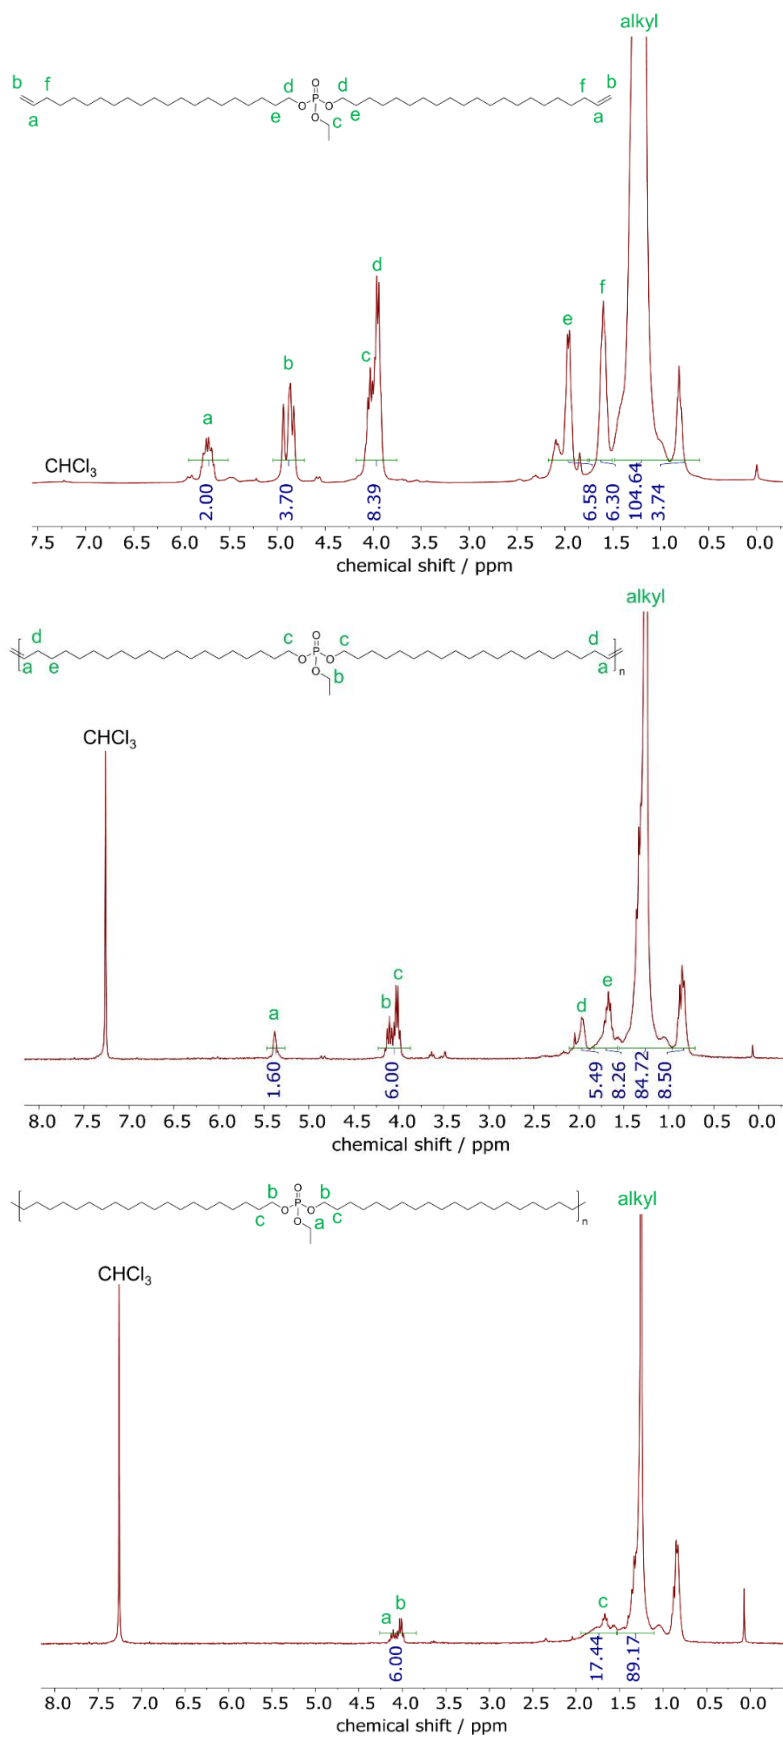 alkyl
O
b f d d f b
O P O
a e O c e a
d
f
e
c
b
a
CHCl3
2.00
3.70
8.39
6.58
6.30
104.64
3.74
7.5 7.0 6.5 6.0 5.5 5.0 4.5 4.0 3.5 3.0 2.5 2.0 1.5 1.0 0.5 0.0
chemical shift / ppm
alkyl
d c O c d
O P O
a e O b a n
CHCl3
c
e
b
d
a
1.60
6.00
5.49
8.26
84.72
8.50
8.0 7.5 7.0 6.5 6.0 5.5 5.0 4.5 4.0 3.5 3.0 2.5 2.0 1.5 1.0 0.5 0.0
chemical shift / ppm
alkyl
b O b
O P O
c O a c n
CHCl3
b
a
c
6.00
17.44
89.17
8.0 7.5 7.0 6.5 6.0 5.5 5.0 4.5 4.0 3.5 3.0 2.5 2.0 1.5 1.0 0.5 0.0
chemical shift / ppm